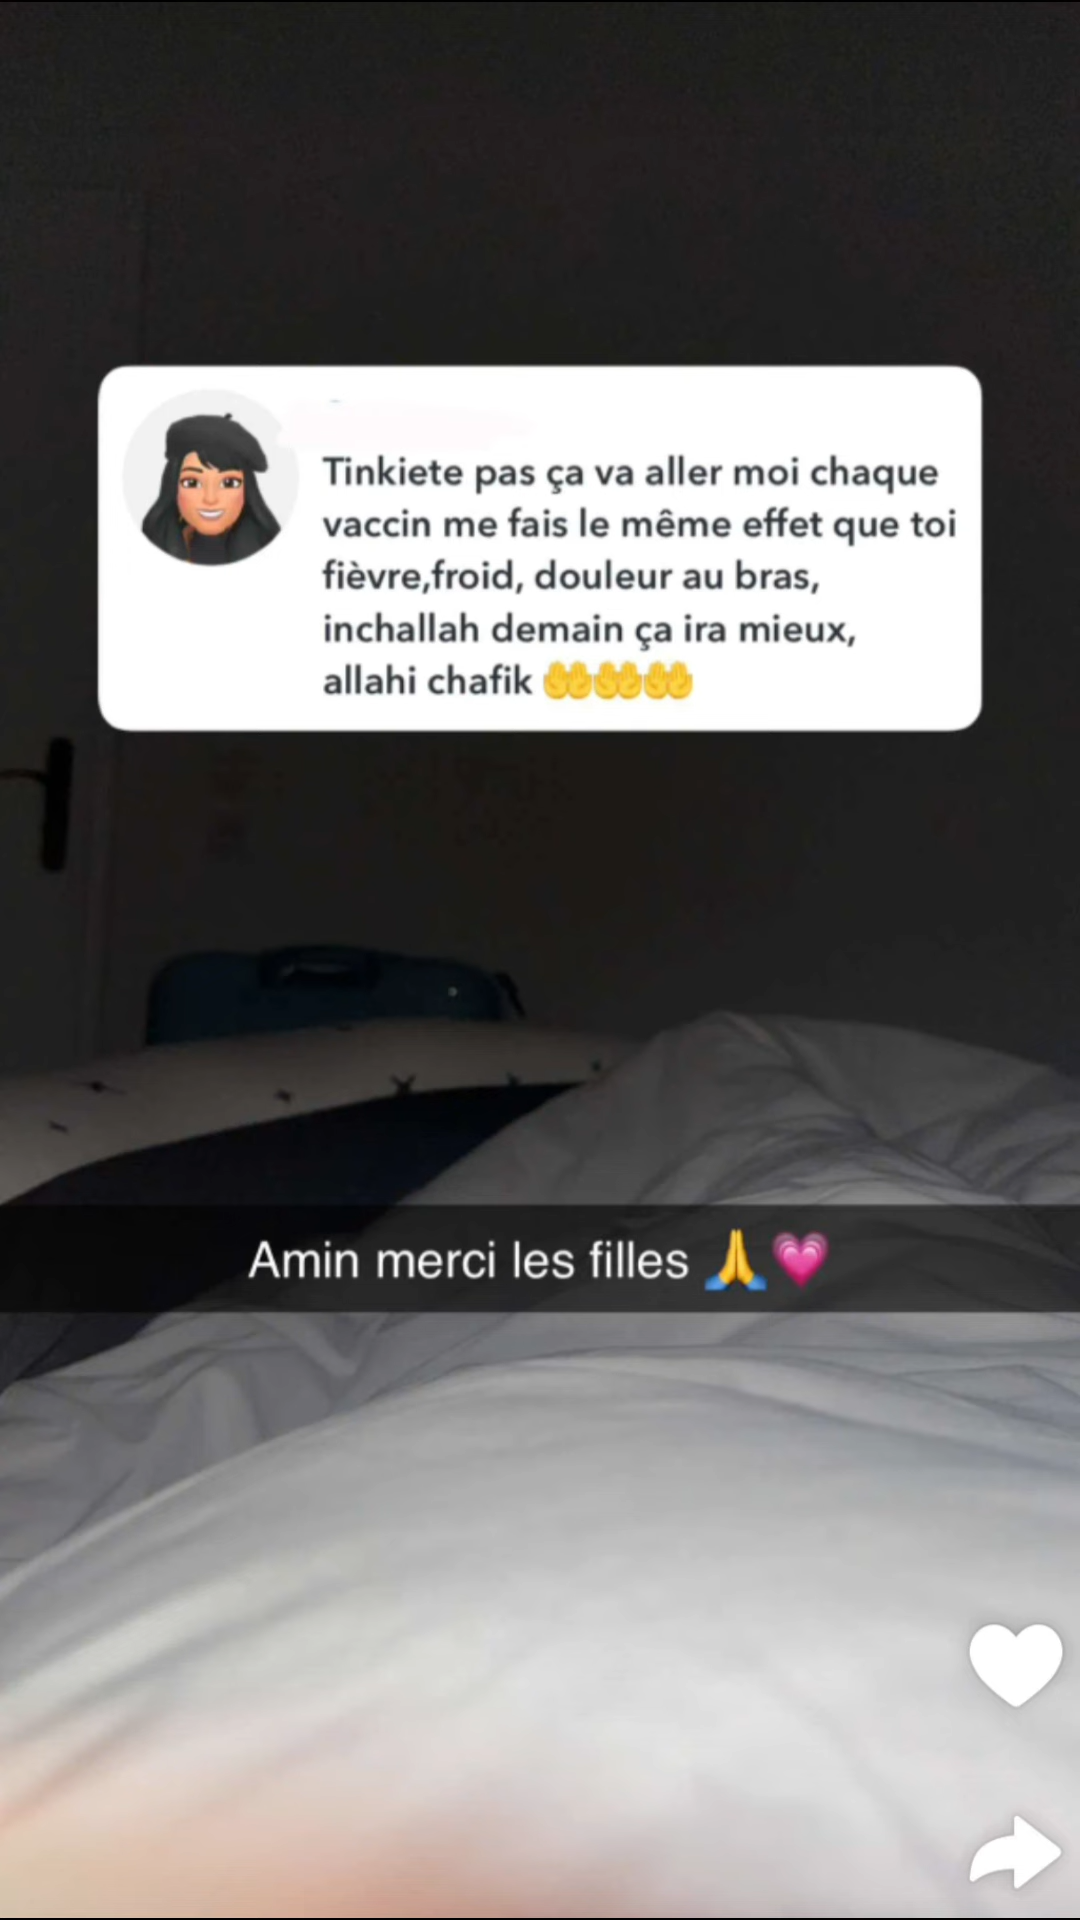 Tinkiete pas ça va aller moi chaque
vaccin me fais le même effet que toi
fièvre,froid, douleur au bras,
inchallah demain ça ira mieux,
allahi chafik 🤲🤲🤲
Amin merci les filles 🙏💗